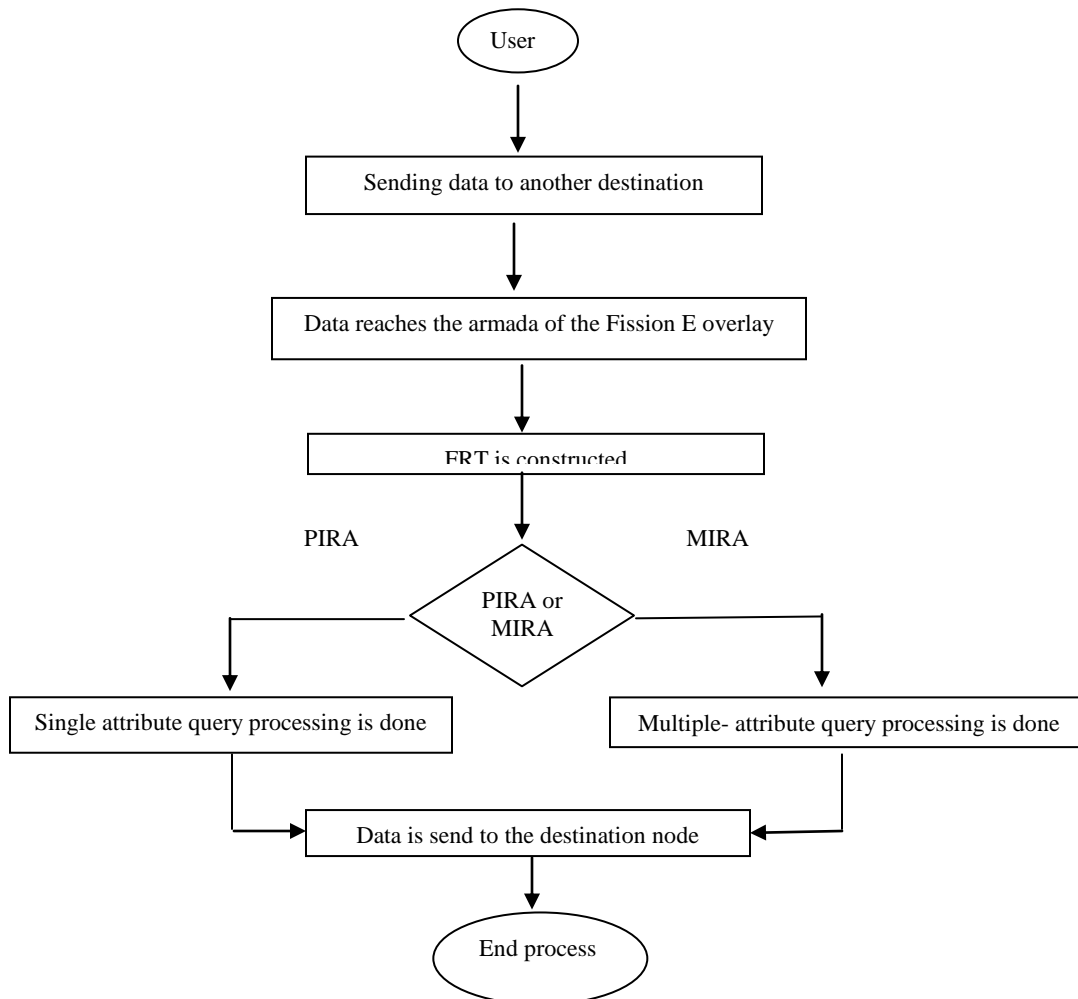 User
Sending data to another destination
Data reaches the armada of the Fission E overlay
FRT is constructed
PIRA
MIRA
PIRA or
MIRA
Single attribute query processing is done
Multiple- attribute query processing is done
Data is send to the destination node
End process